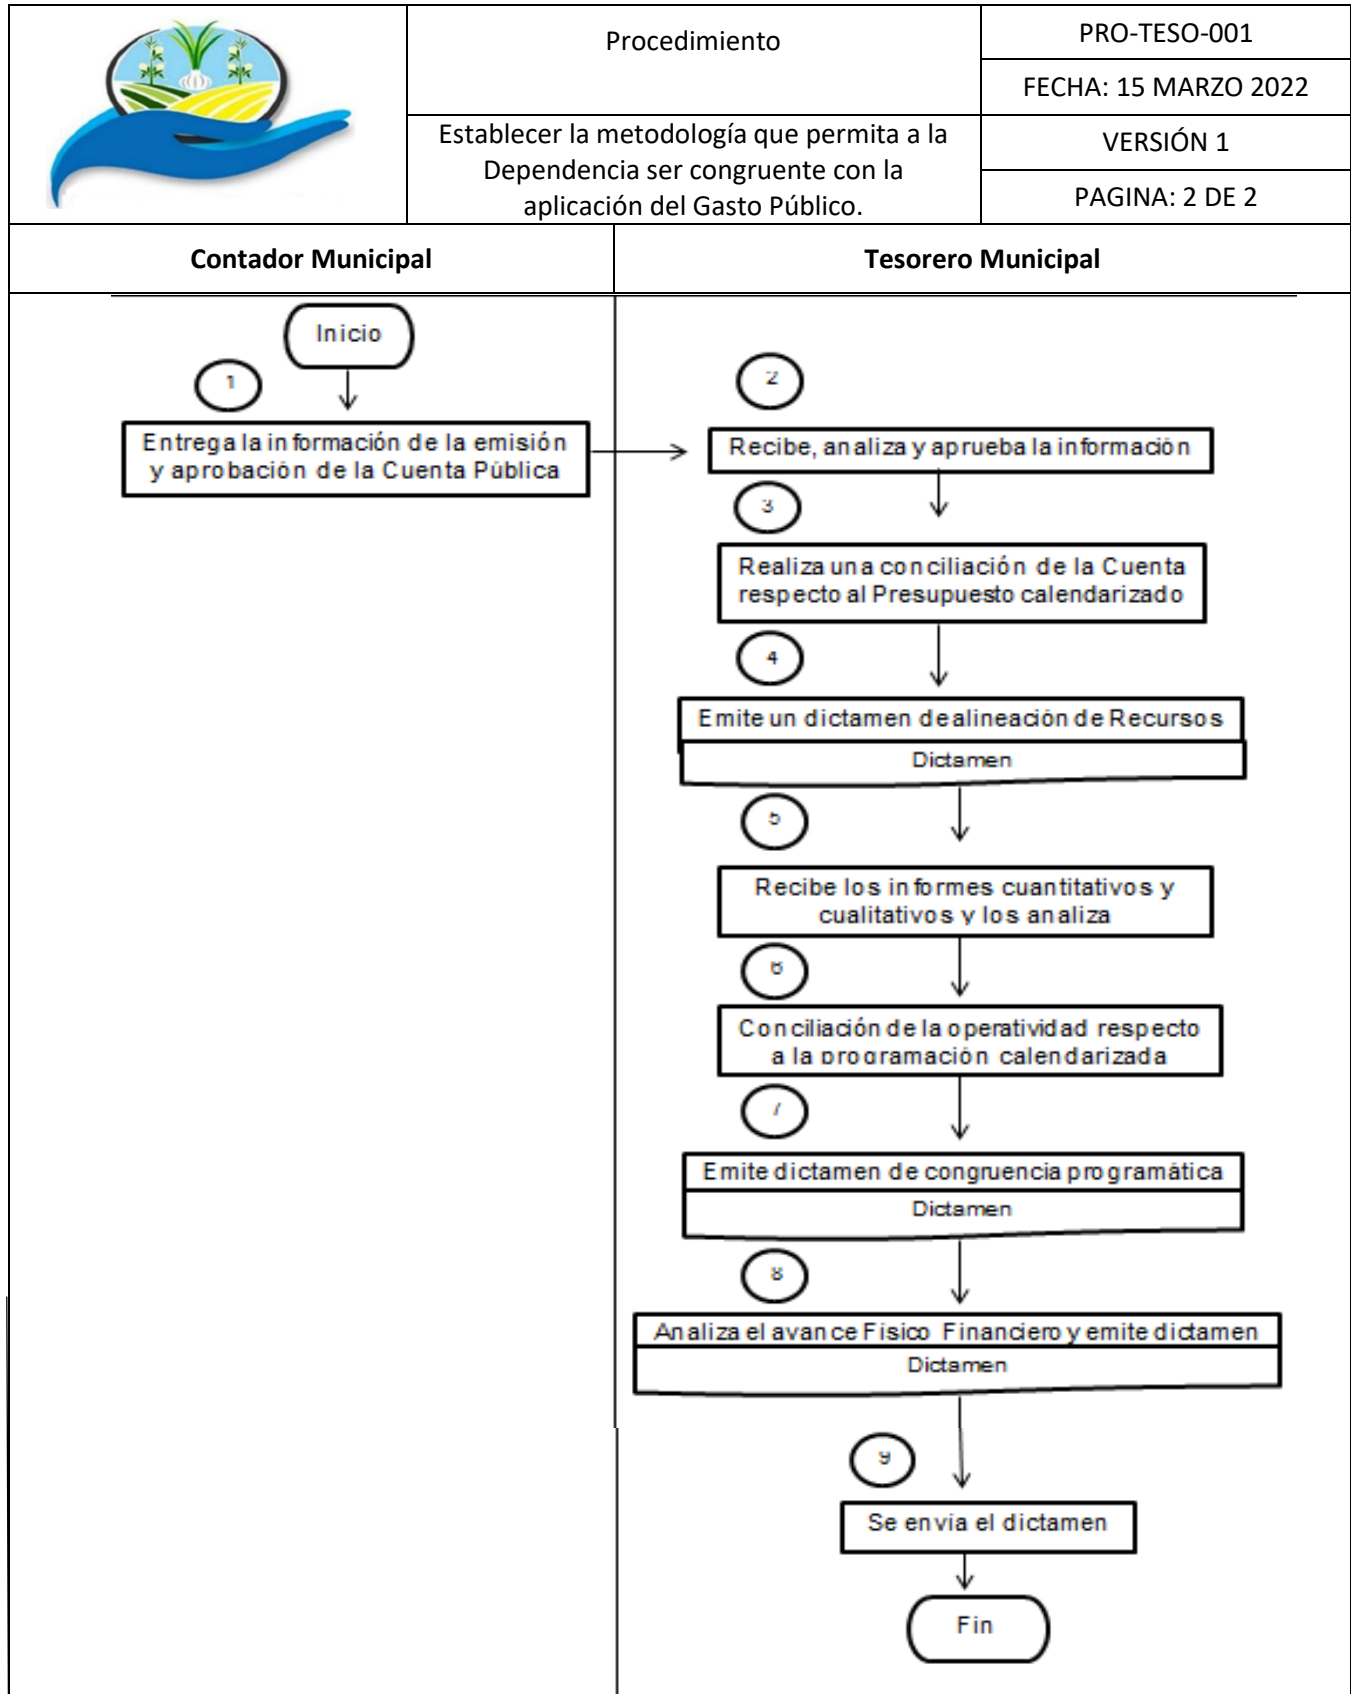 Procedimiento
PRO-TESO-001
FECHA: 15 MARZO 2022
Establecer la metodología que permita a la
Dependencia ser congruente con la
aplicación del Gasto Público.
VERSIÓN 1
PAGINA: 2 DE 2
Contador Municipal
Tesorero Municipal
Inicio
1
Entrega la información de la emisión
y aprobación de la Cuenta Pública
2
Recibe, analiza y aprueba la información
3
Realiza una conciliación de la Cuenta
respecto al Presupuesto calendarizado
4
Emite un dictamen de alineación de Recursos
Dictamen
5
Recibe los informes cuantitativos y
cualitativos y los analiza
6
Conciliación de la operatividad respecto
a la programación calendarizada
7
Emite dictamen de congruencia programática
Dictamen
8
Analiza el avance Físico Financiero y emite dictamen
Dictamen
9
Se envía el dictamen
Fin